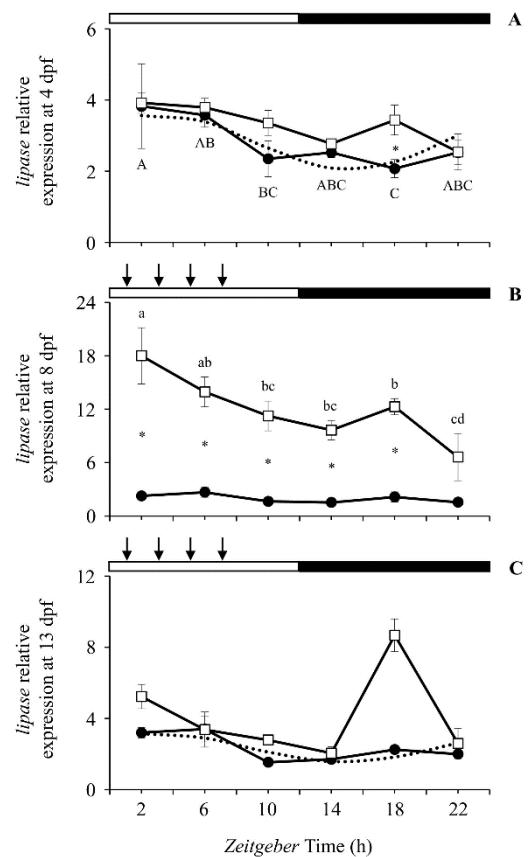 A
lipase relative
expression at 4 dpf
6
4
2
0
A
AB
BC
ABC
*
C
ABC
B
lipase relative
expression at 8 dpf
24
18
12
6
0
a
ab
bc
bc
b
cd
* * * * *
C
lipase relative
expression at 13 dpf
12
8
4
0
2 6 10 14 18 22
Zeitgeber Time (h)